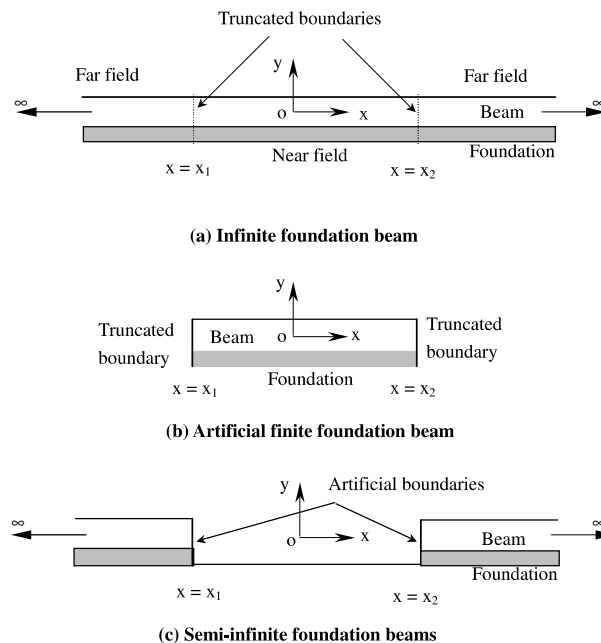 Truncated boundaries
y
Far field
Far field
∞
∞
o
x
Beam
Near field
Foundation
x = x₁
x = x₂
(a) Infinite foundation beam
y
Truncated
boundary
Beam
o
x
Truncated
boundary
Foundation
x = x₁
x = x₂
(b) Artificial finite foundation beam
y
Artificial boundaries
∞
∞
o
x
Beam
Foundation
x = x₁
x = x₂
(c) Semi-infinite foundation beams